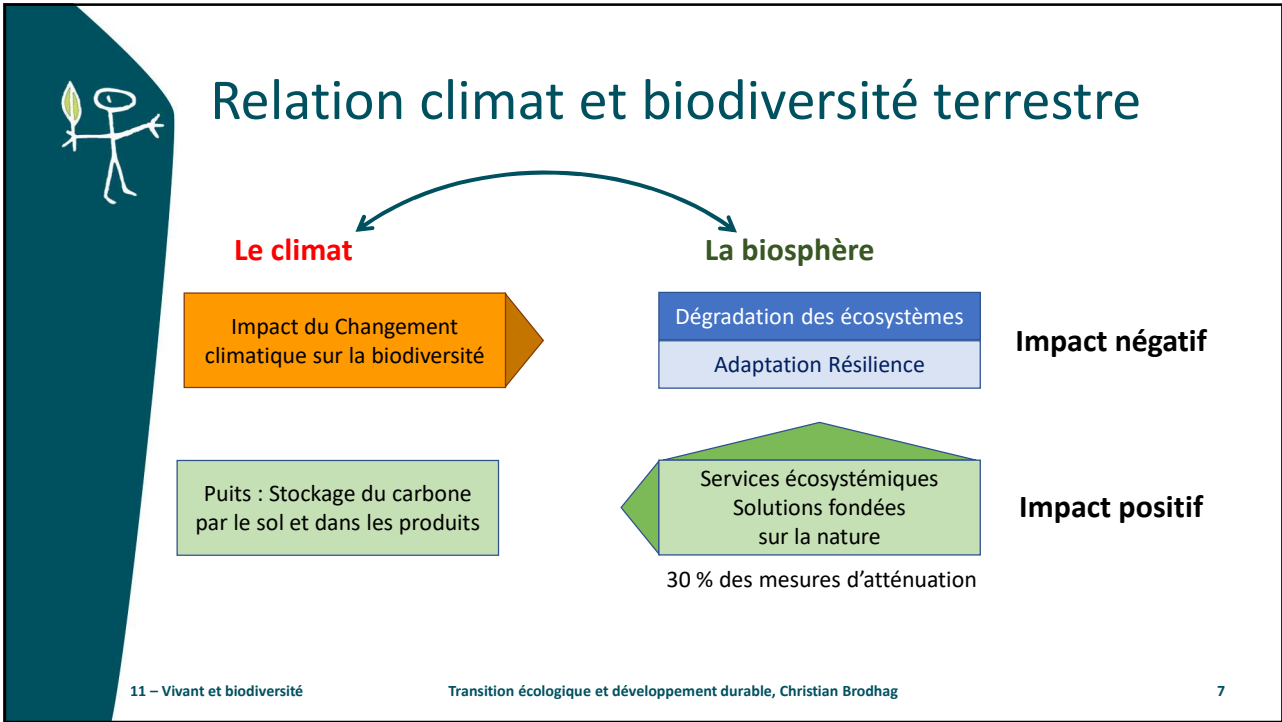 Relation climat et biodiversité terrestre
Le climat
La biosphère
Impact du Changement
climatique sur la biodiversité
Dégradation des écosystèmes
Adaptation Résilience
Impact négatif
Puits : Stockage du carbone
par le sol et dans les produits
Services écosystémiques
Solutions fondées
sur la nature
Impact positif
30 % des mesures d’atténuation
11 – Vivant et biodiversité
Transition écologique et développement durable, Christian Brodhag
7